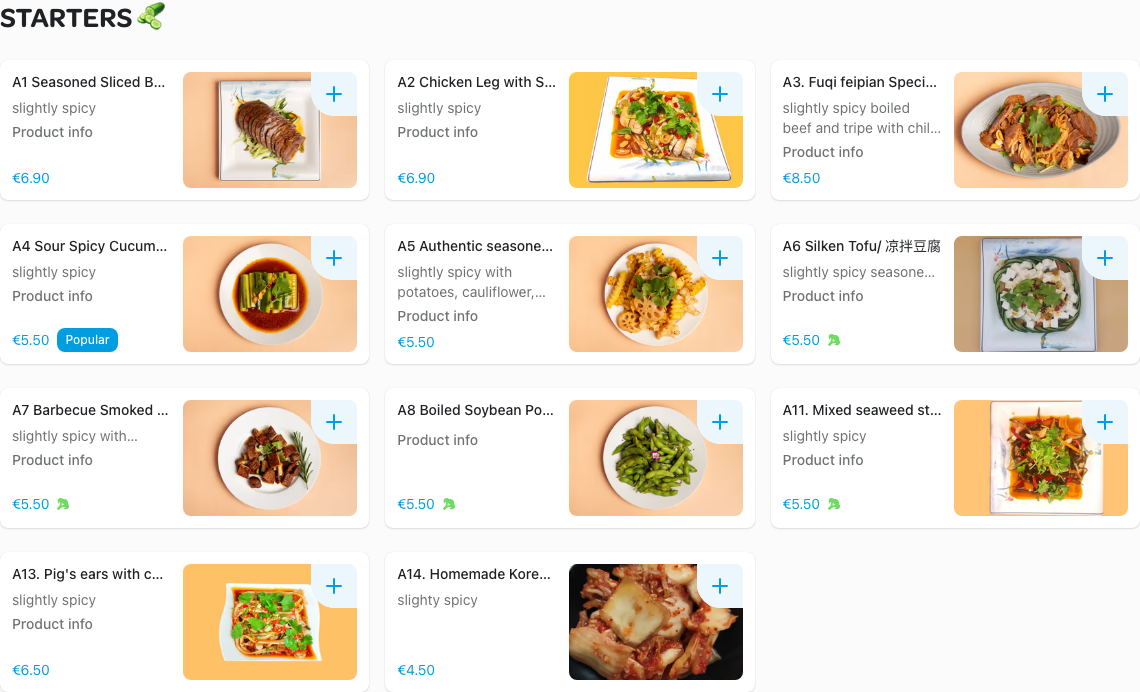 STARTERS
A1 Seasoned Sliced B...
slightly spicy
Product info
€6.90
A2 Chicken Leg with S...
slightly spicy
Product info
€6.90
A3. Fuqi feipian Speci...
slightly spicy boiled
beef and tripe with chil...
Product info
€8.50
A4 Sour Spicy Cucum...
slightly spicy
Product info
€5.50 Popular
A5 Authentic seasone...
slightly spicy with
potatoes, cauliflower,...
Product info
€5.50
A6 Silken Tofu/ 凉拌豆腐
slightly spicy seasone...
Product info
€5.50
A7 Barbecue Smoked ...
slightly spicy with...
Product info
€5.50
A8 Boiled Soybean Po...
Product info
€5.50
A11. Mixed seaweed st...
slightly spicy
Product info
€5.50
A13. Pig's ears with c...
slightly spicy
Product info
€6.50
A14. Homemade Kore...
slighty spicy
€4.50